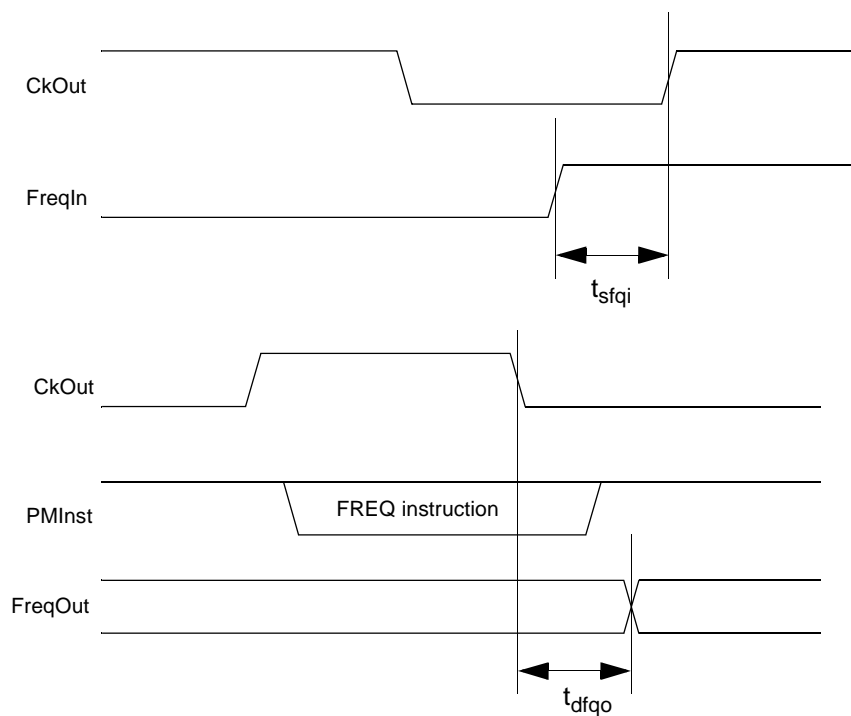 CkOut
FreqIn
tsfqi
CkOut
PMInst
FREQ instruction
FreqOut
tdfqo